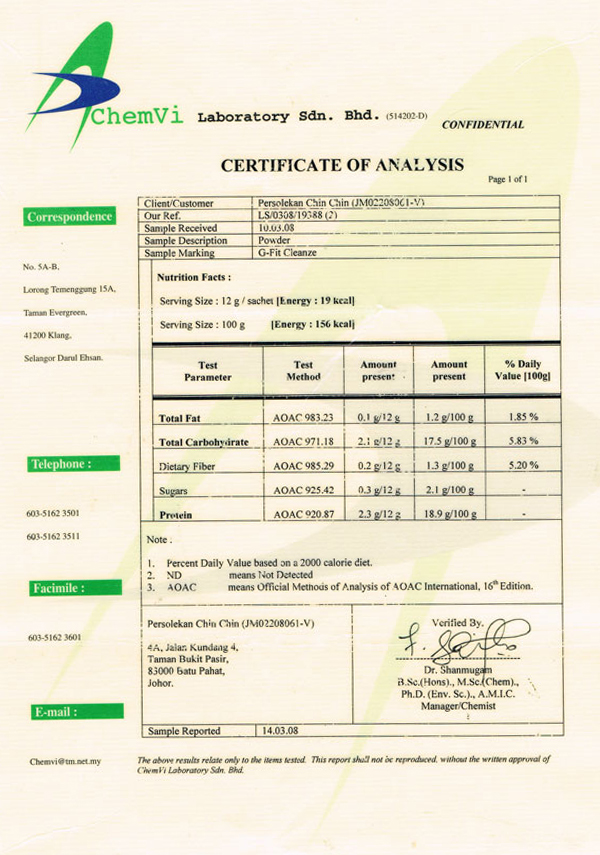 ChemVi Laboratory Sdn. Bhd. (514202-D)
CONFIDENTIAL
CERTIFICATE OF ANALYSIS
Page 1 of 1
Correspondence
No. 5A-B,
Lorong Temenggung 15A,
Taman Evergreen,
41200 Klang,
Selangor Darul Ehsan.
Telephone :
603-5162 3501
603-5162 3511
Facimile :
603-5162 3601
E-mail :
Chemvi@tm.net.my
Client/Customer Persolekan Chin Chin (JM02208061-V)
Our Ref. LS/0308/19388 (2)
Sample Received 10.03.08
Sample Description Powder
Sample Marking G-Fit Cleanze
Nutrition Facts :
Serving Size : 12 g / sachet [Energy : 19 kcal]
Serving Size : 100 g [Energy : 156 kcal]
Test Parameter Test Method Amount present Amount present % Daily Value [100g]
Total Fat AOAC 983.23 0.1 g/12 g 1.2 g/100 g 1.85 %
Total Carbohydrate AOAC 971.18 2.1 g/12 g 17.5 g/100 g 5.83 %
Dietary Fiber AOAC 985.29 0.2 g/12 g 1.3 g/100 g 5.20 %
Sugars AOAC 925.42 0.3 g/12 g 2.1 g/100 g -
Protein AOAC 920.87 2.3 g/12 g 18.9 g/100 g -
Note :
1. Percent Daily Value based on a 2000 calorie diet.
2. ND means Not Detected
3. AOAC means Official Methods of Analysis of AOAC International, 16th Edition.
Persolekan Chin Chin (JM02208061-V)
4A, Jalan Kundang 4,
Taman Bukit Pasir,
83000 Batu Pahat,
Johor.
Verified By,
Dr. Shanmugam
B.Sc.(Hons)., M.Sc.(Chem).,
Ph.D. (Env. Sc.), A.M.I.C.
Manager/Chemist
Sample Reported 14.03.08
The above results relate only to the items tested. This report shall not be reproduced, without the written approval of
ChemVi Laboratory Sdn. Bhd.